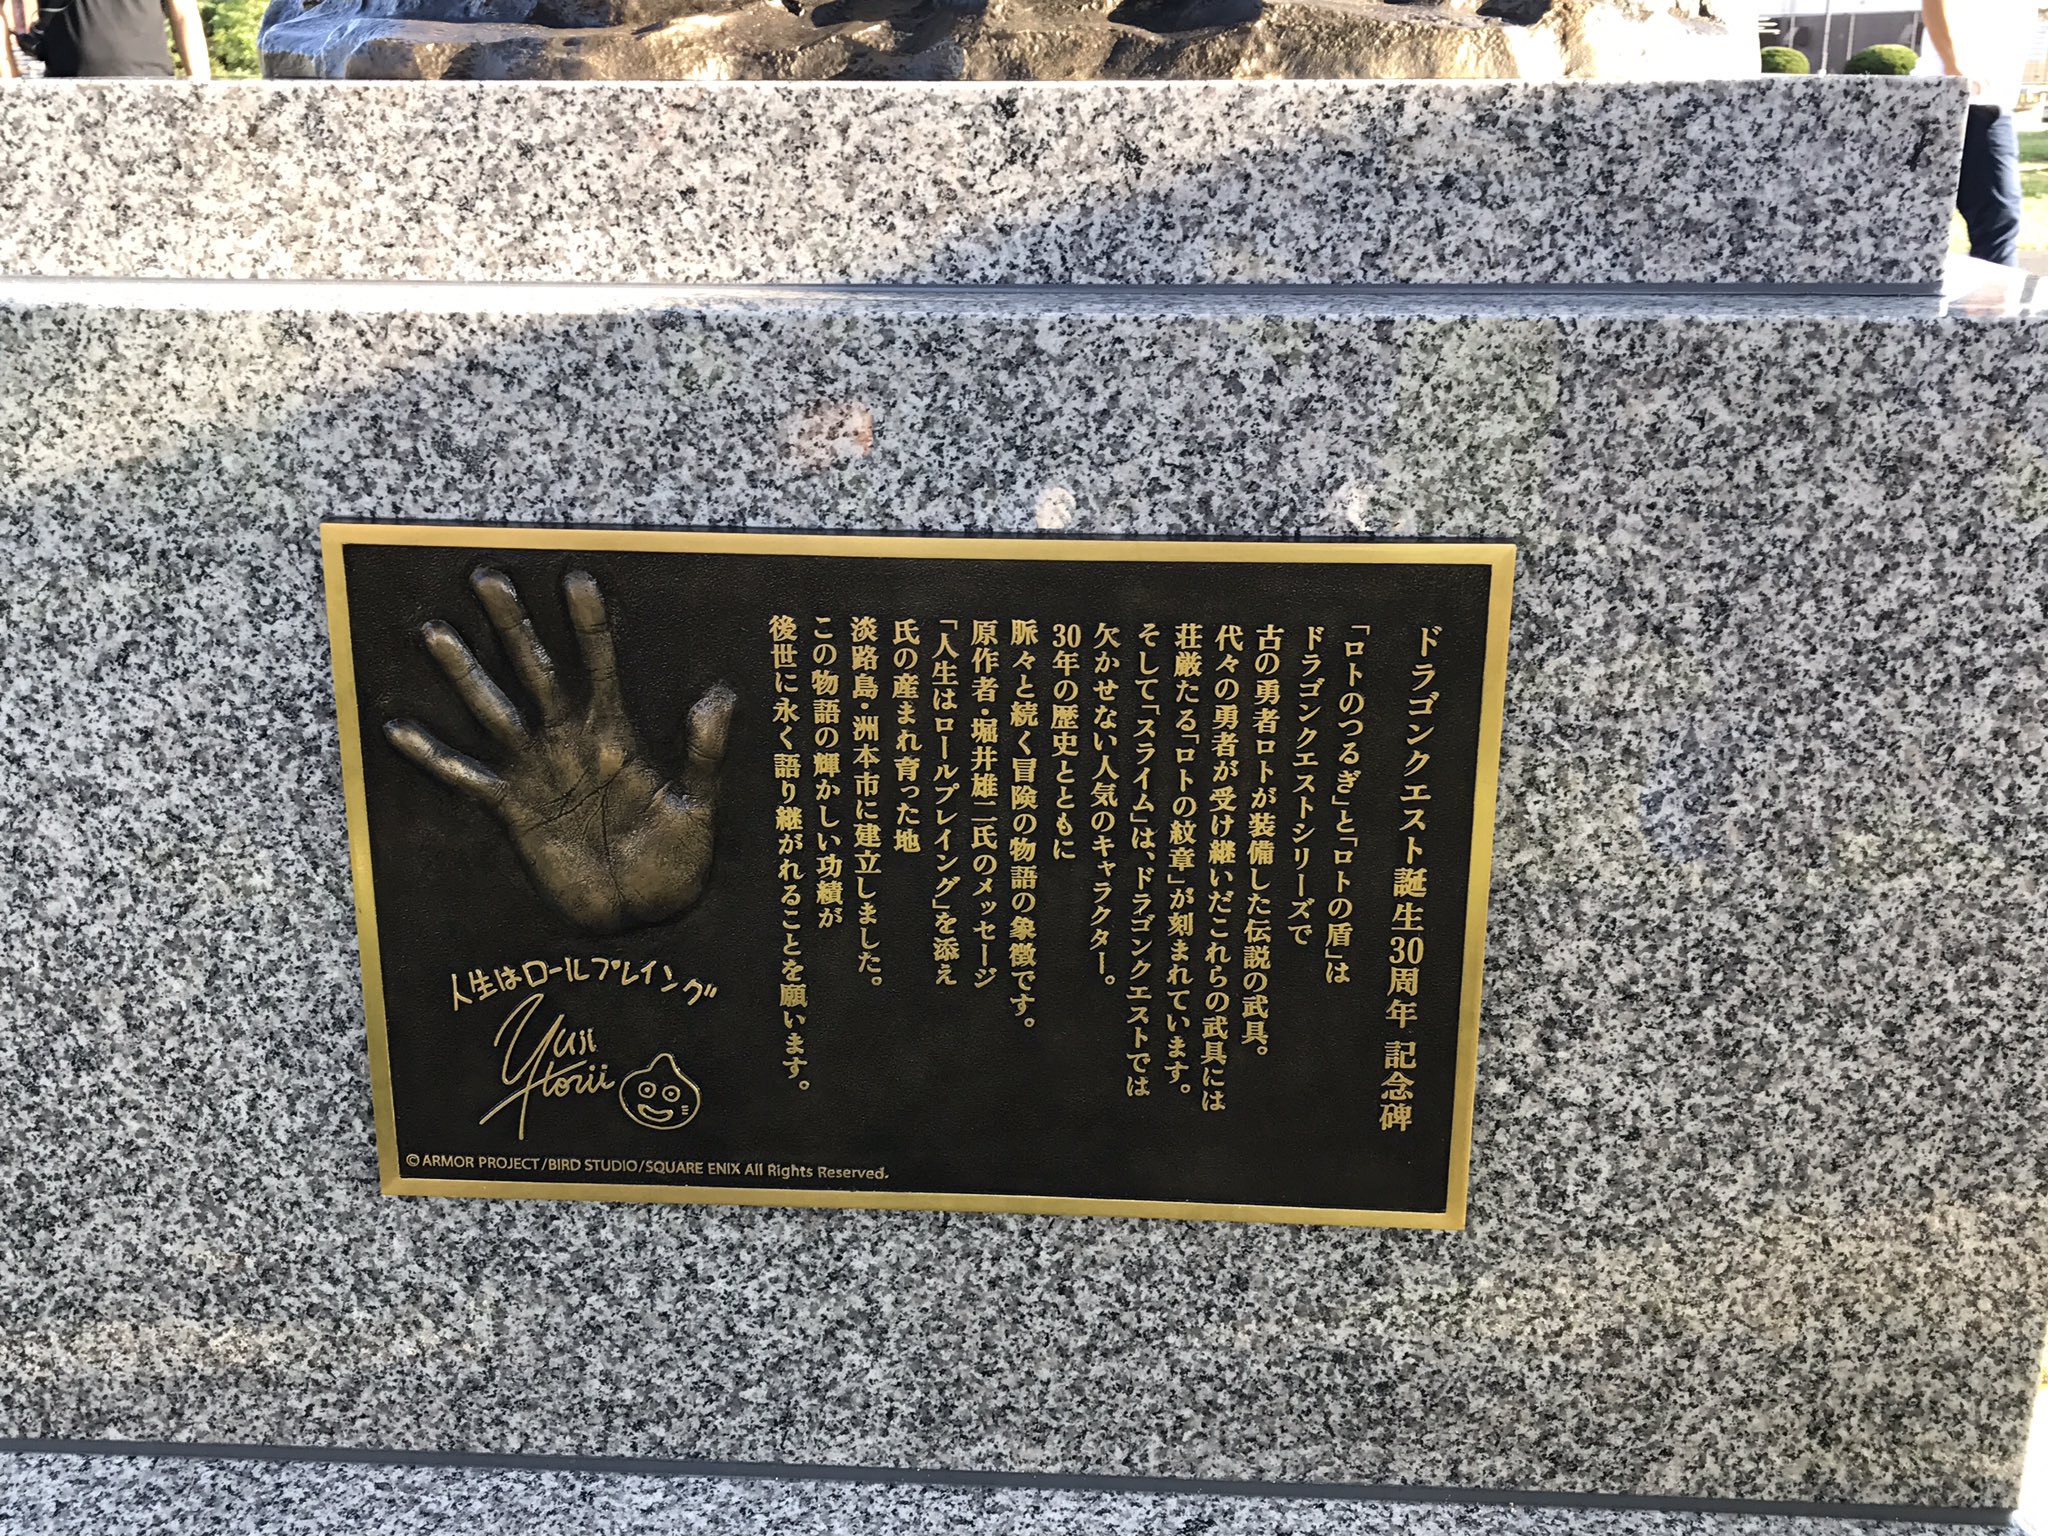 ドラゴンクエスト誕生30周年 記念碑
「ロトのつるぎ」と「ロトの盾」は
ドラゴンクエストシリーズで
古の勇者ロトが装備した伝説の武具。
代々の勇者が受け継いだこれらの武具には
荘厳たる「ロトの紋章」が刻まれています。
そして「スライム」は、ドラゴンクエストでは
欠かせない人気のキャラクター。
30年の歴史とともに
脈々と続く冒険の物語の象徴です。
原作者・堀井雄二氏のメッセージ
「人生はロールプレイング」を添え
氏の産まれ育った地
淡路島・洲本市に建立しました。
この物語の輝かしい功績が
後世に永く語り継がれることを願います。
人生はロールプレイング
Yuji
Horii
©ARMOR PROJECT/BIRD STUDIO/SQUARE ENIX All Rights Reserved.